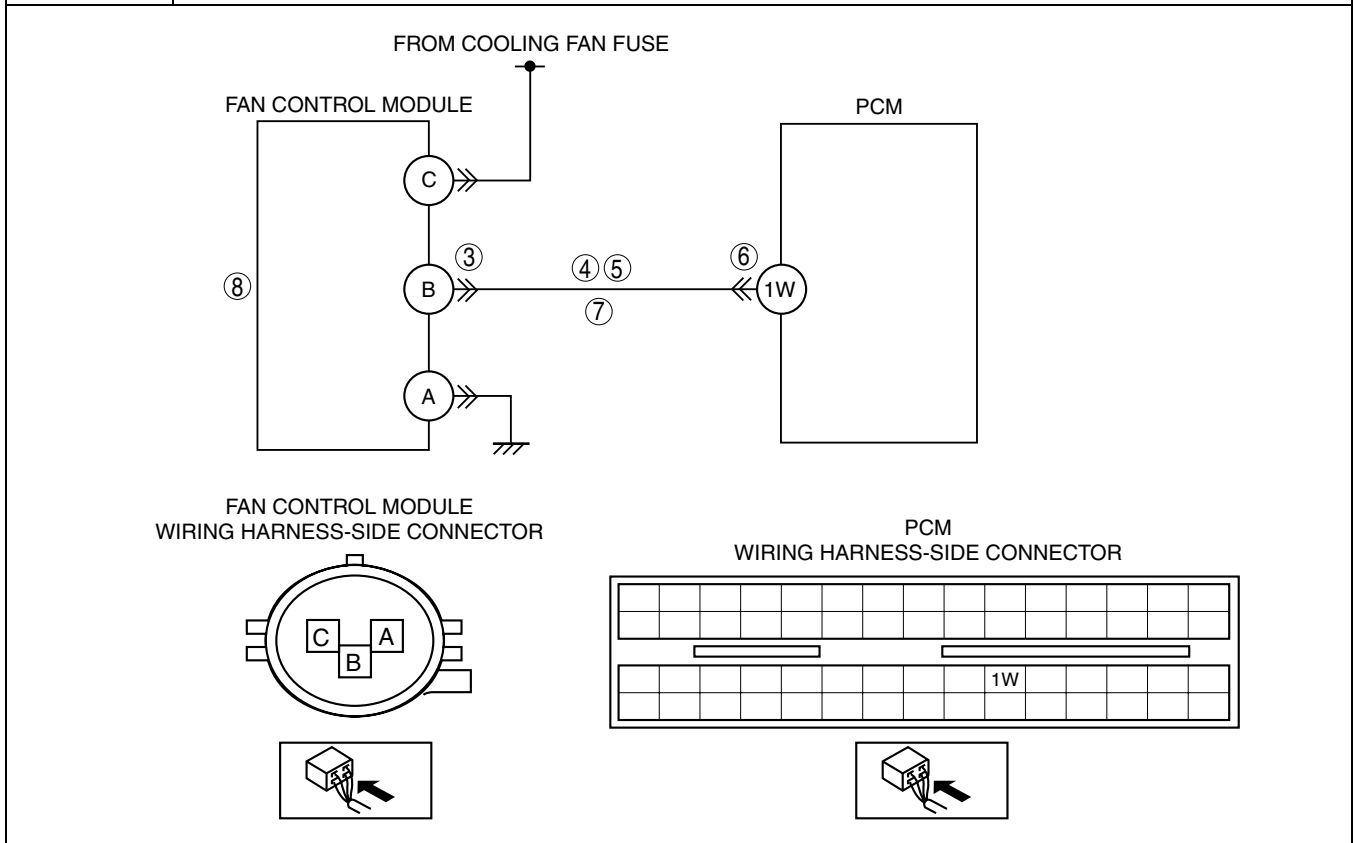 FROM COOLING FAN FUSE
FAN CONTROL MODULE
PCM
C
③
④⑤
⑥
⑧
B
1W
⑦
A
FAN CONTROL MODULE
WIRING HARNESS-SIDE CONNECTOR
PCM
WIRING HARNESS-SIDE CONNECTOR
C
A
B
1W